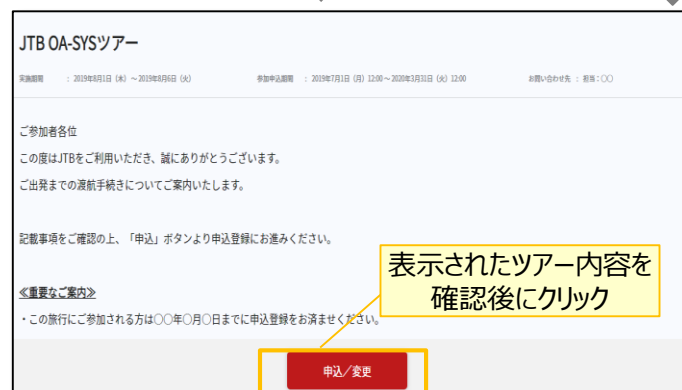 JTB OA-SYSツアー
実施期間 : 2019年8月1日（木）～2019年8月6日（火） 参加申込期間 : 2019年7月1日（月）12:00～2020年3月31日（火）12:00 お問い合わせ先 : 担当：〇〇
ご参加者各位
この度はJTBをご利用いただき、誠にありがとうございます。
ご出発までの渡航手続きについてご案内いたします。
記載事項をご確認の上、「申込」ボタンより申込登録にお進みください。
表示されたツアー内容を
確認後にクリック
≪重要なご案内≫
・この旅行にご参加される方は〇〇年〇月〇日までに申込登録をお済ませください。
申込／変更